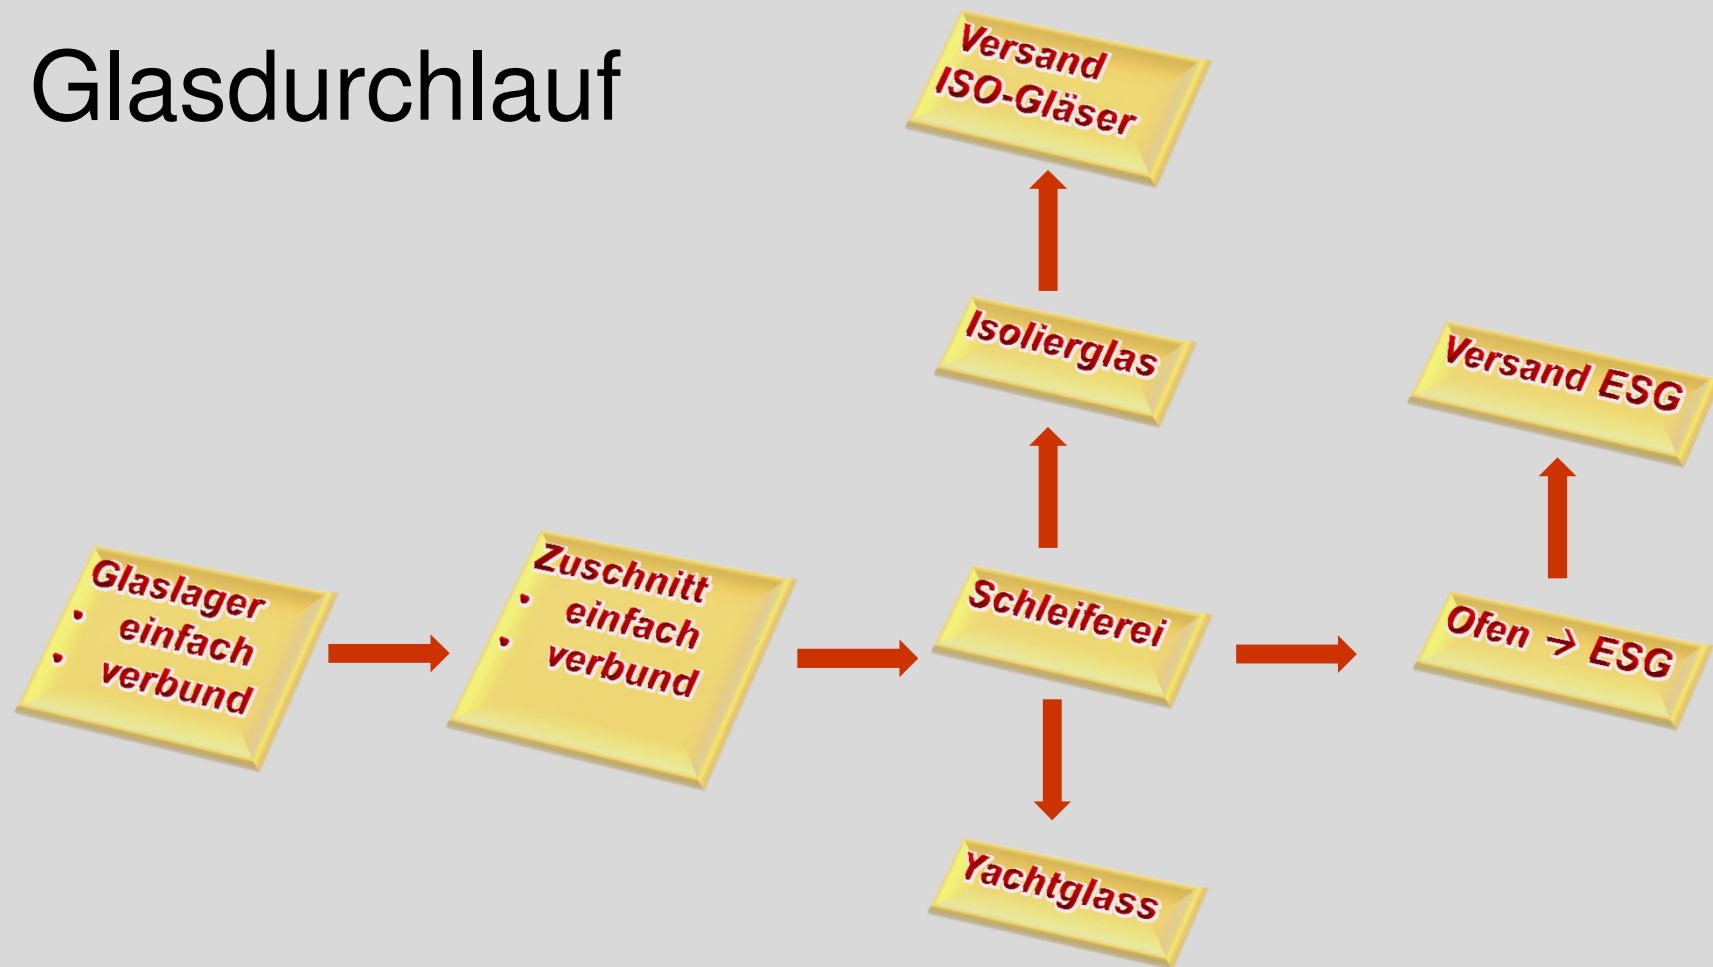 Glasdurchlauf
Versand
ISO-Gläser
Isolierglas
Versand ESG
Glaslager
• einfach
• verbund
Zuschnitt
• einfach
• verbund
Schleiferei
Ofen → ESG
Yachtglass